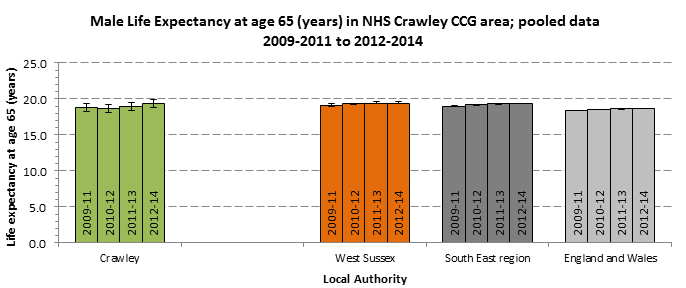 Male Life Expectancy at age 65 (years) in NHS Crawley CCG area; pooled data
2009-2011 to 2012-2014
Life expectancy at age 65 (years)
25.0
20.0
15.0
10.0
5.0
0.0
2009-11
2010-12
2011-13
2012-14
2009-11
2010-12
2011-13
2012-14
2009-11
2010-12
2011-13
2012-14
2009-11
2010-12
2011-13
2012-14
Crawley
West Sussex
South East region
England and Wales
Local Authority